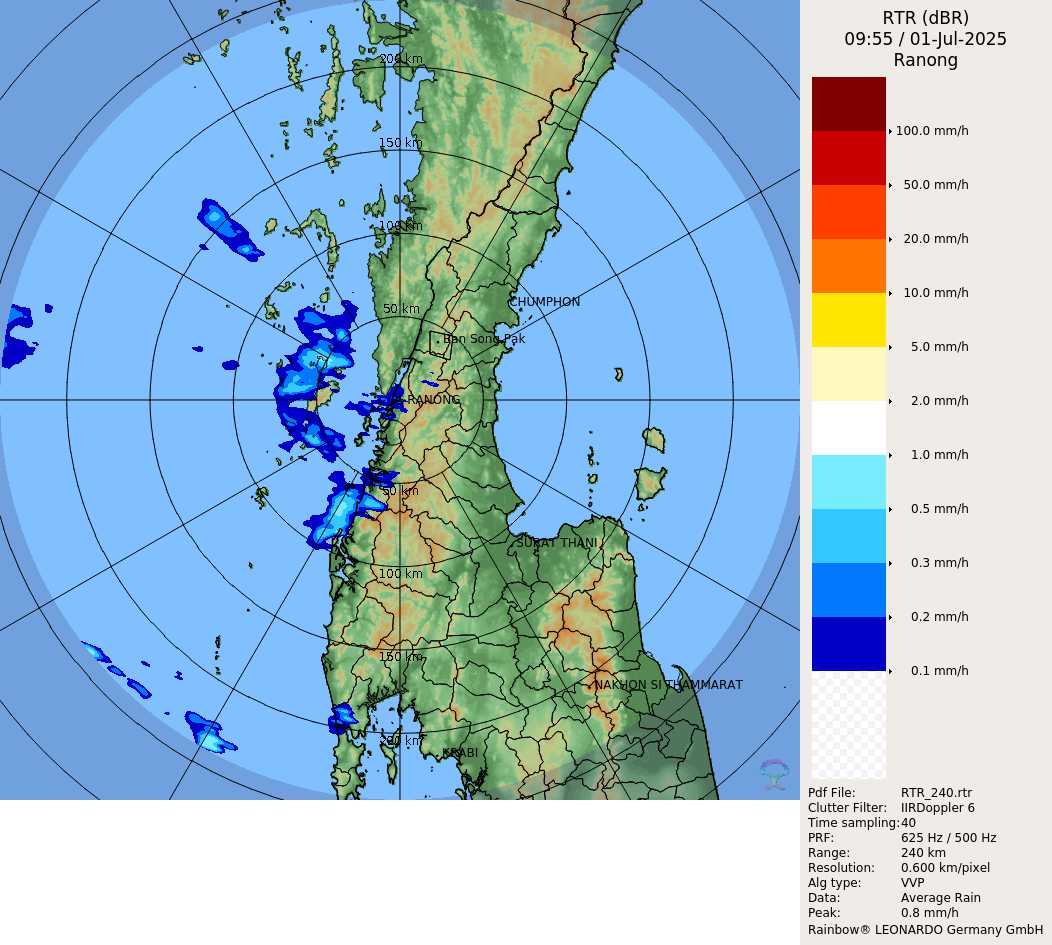 RTR (dBR)
09:55 / 01-Jul-2025
Ranong
100.0 mm/h
50.0 mm/h
20.0 mm/h
10.0 mm/h
5.0 mm/h
2.0 mm/h
1.0 mm/h
0.5 mm/h
0.3 mm/h
0.2 mm/h
0.1 mm/h
200 km
150 km
100 km
50 km
CHUMPHON
Ban Song Pak
RANONG
50 km
SURAT THANI
100 km
150 km
NAKHON SI THAMMARAT
200 km
KRABI
Pdf File: RTR_240.rtr
Clutter Filter: IIRDoppler 6
Time sampling: 40
PRF: 625 Hz / 500 Hz
Range: 240 km
Resolution: 0.600 km/pixel
Alg type: VVP
Data: Average Rain
Peak: 0.8 mm/h
Rainbow® LEONARDO Germany GmbH